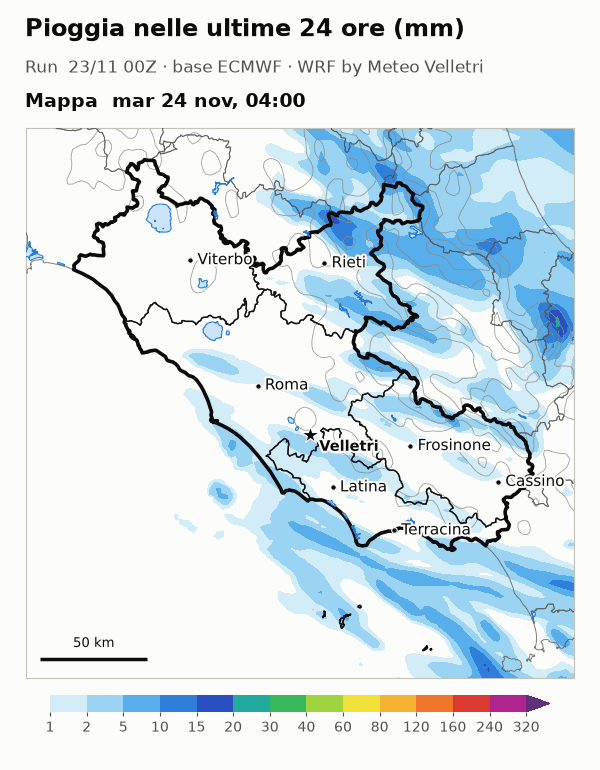 Pioggia nelle ultime 24 ore (mm)
Run  23/11 00Z · base ECMWF · WRF by Meteo Velletri
Mappa  mar 24 nov, 04:00
Viterbo
Rieti
Roma
Velletri
Frosinone
Latina
Cassino
Terracina
50 km
1 2 5 10 15 20 30 40 60 80 120 160 240 320